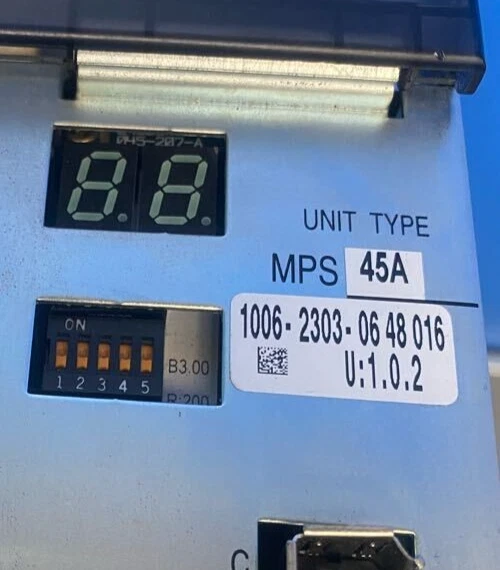 UNIT TYPE
MPS 45A
1006-2303-06 48 016
U:1.0.2
ON
1 2 3 4 5
B3.00
R:200
C